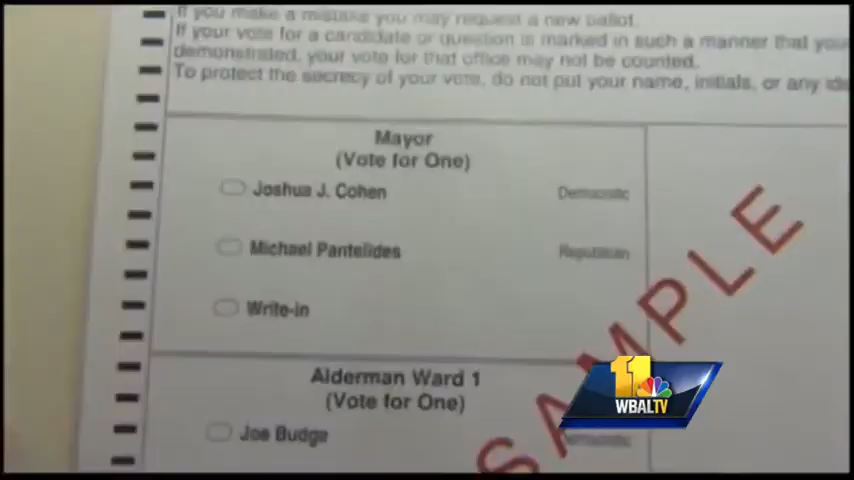 If you make a mistake you may request a new ballot.
If your vote for a candidate or question is marked in such a manner that your
demonstrated, your vote for that office may not be counted.
To protect the secrecy of your vote, do not put your name, initials, or any ide
Mayor
(Vote for One)
Joshua J. Cohen Democratic
Michael Pantelides Republican
Write-in
Alderman Ward 1
(Vote for One)
Joe Budge Democratic
SAMPLE
11
WBALTV